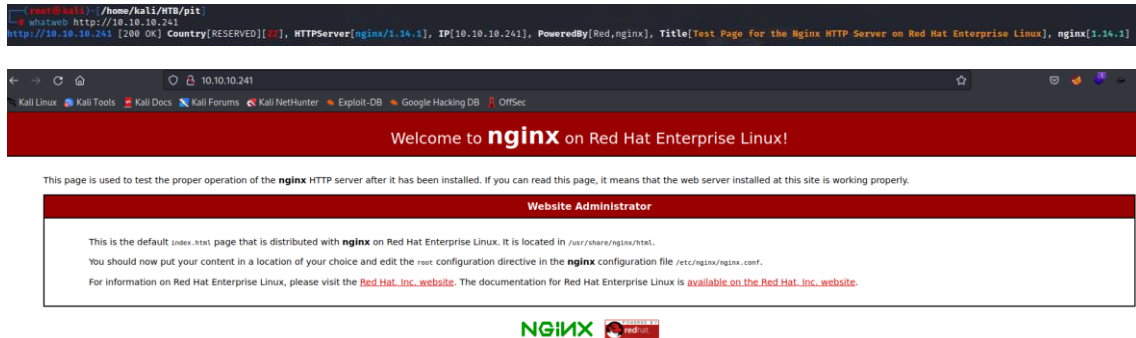 (root㉿kali)-[/home/kali/HTB/pit]
# whatweb http://10.10.10.241
http://10.10.10.241 [200 OK] Country[RESERVED][ZZ], HTTPServer[nginx/1.14.1], IP[10.10.10.241], PoweredBy[Red,nginx], Title[Test Page for the Nginx HTTP Server on Red Hat Enterprise Linux], nginx[1.14.1]
10.10.10.241
Kali Linux Kali Tools Kali Docs Kali Forums Kali NetHunter Exploit-DB Google Hacking DB OffSec
Welcome to nginx on Red Hat Enterprise Linux!
This page is used to test the proper operation of the nginx HTTP server after it has been installed. If you can read this page, it means that the web server installed at this site is working properly.
Website Administrator
This is the default index.html page that is distributed with nginx on Red Hat Enterprise Linux. It is located in /usr/share/nginx/html.
You should now put your content in a location of your choice and edit the root configuration directive in the nginx configuration file /etc/nginx/nginx.conf.
For information on Red Hat Enterprise Linux, please visit the Red Hat, Inc. website. The documentation for Red Hat Enterprise Linux is available on the Red Hat, Inc. website.
NGINX POWERED BY redhat